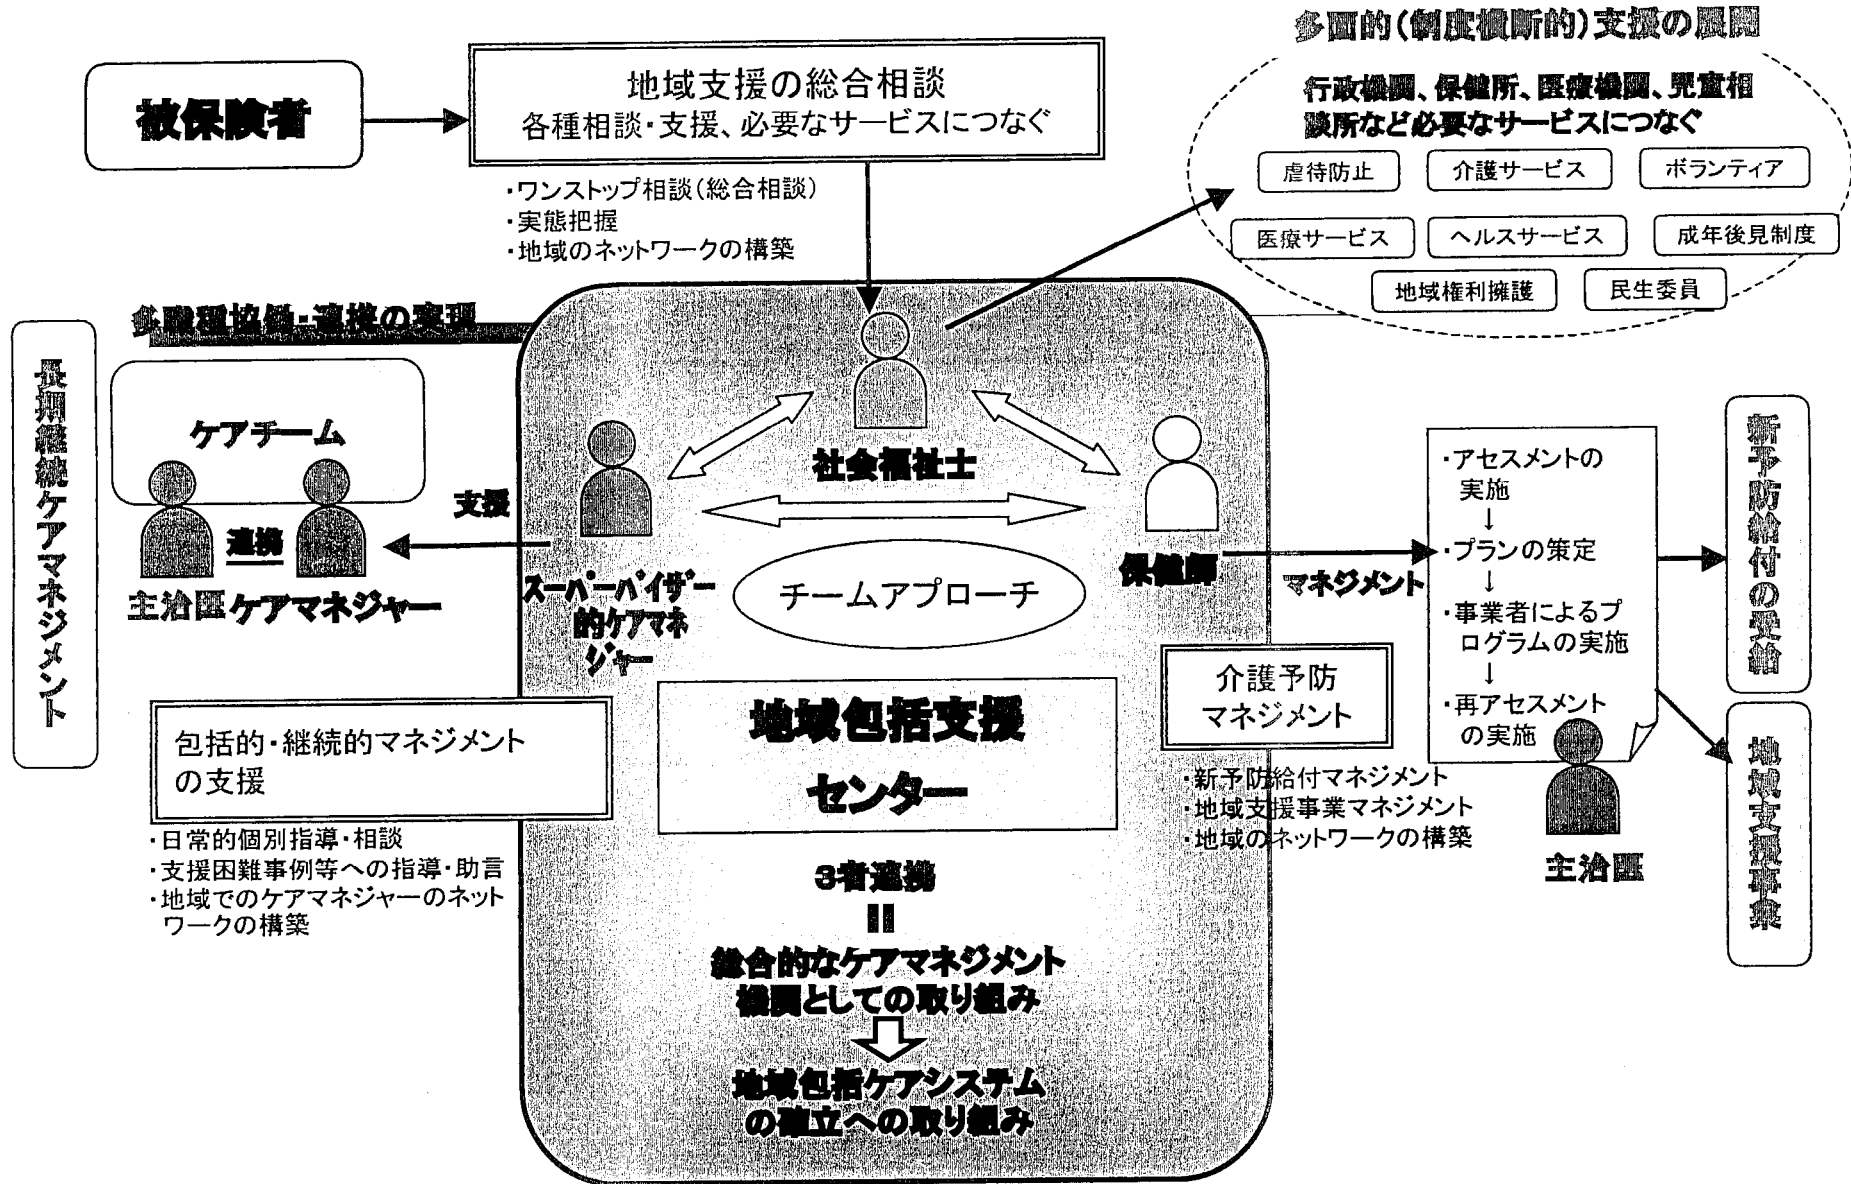 多面的(制度横断的)支援の展開
被保険者
地域支援の総合相談
各種相談・支援、必要なサービスにつなぐ
・ワンストップ相談(総合相談)
・実態把握
・地域のネットワークの構築
行政機関、保健所、医療機関、児童相
談所など必要なサービスにつなぐ
虐待防止
介護サービス
ボランティア
医療サービス
ヘルスサービス
成年後見制度
地域権利擁護
民生委員
多職種協働・連携の実現
長期継続ケアマネジメント
ケアチーム
連携
主治医
ケアマネジャー
支援
社会福祉士
スーパーバイザー
的ケアマネ
ジャー
保健師
チームアプローチ
マネジメント
・アセスメントの
実施
↓
・プランの策定
↓
・事業者によるプ
ログラムの実施
↓
・再アセスメント
の実施
主治医
新予防給付の受給
地域支援事業
包括的・継続的マネジメント
の支援
・日常的個別指導・相談
・支援困難事例等への指導・助言
・地域でのケアマネジャーのネット
ワークの構築
介護予防
マネジメント
・新予防給付マネジメント
・地域支援事業マネジメント
・地域のネットワークの構築
地域包括支援
センター
3者連携
=
総合的なケアマネジメント
機関としての取り組み
地域包括ケアシステム
の確立への取り組み